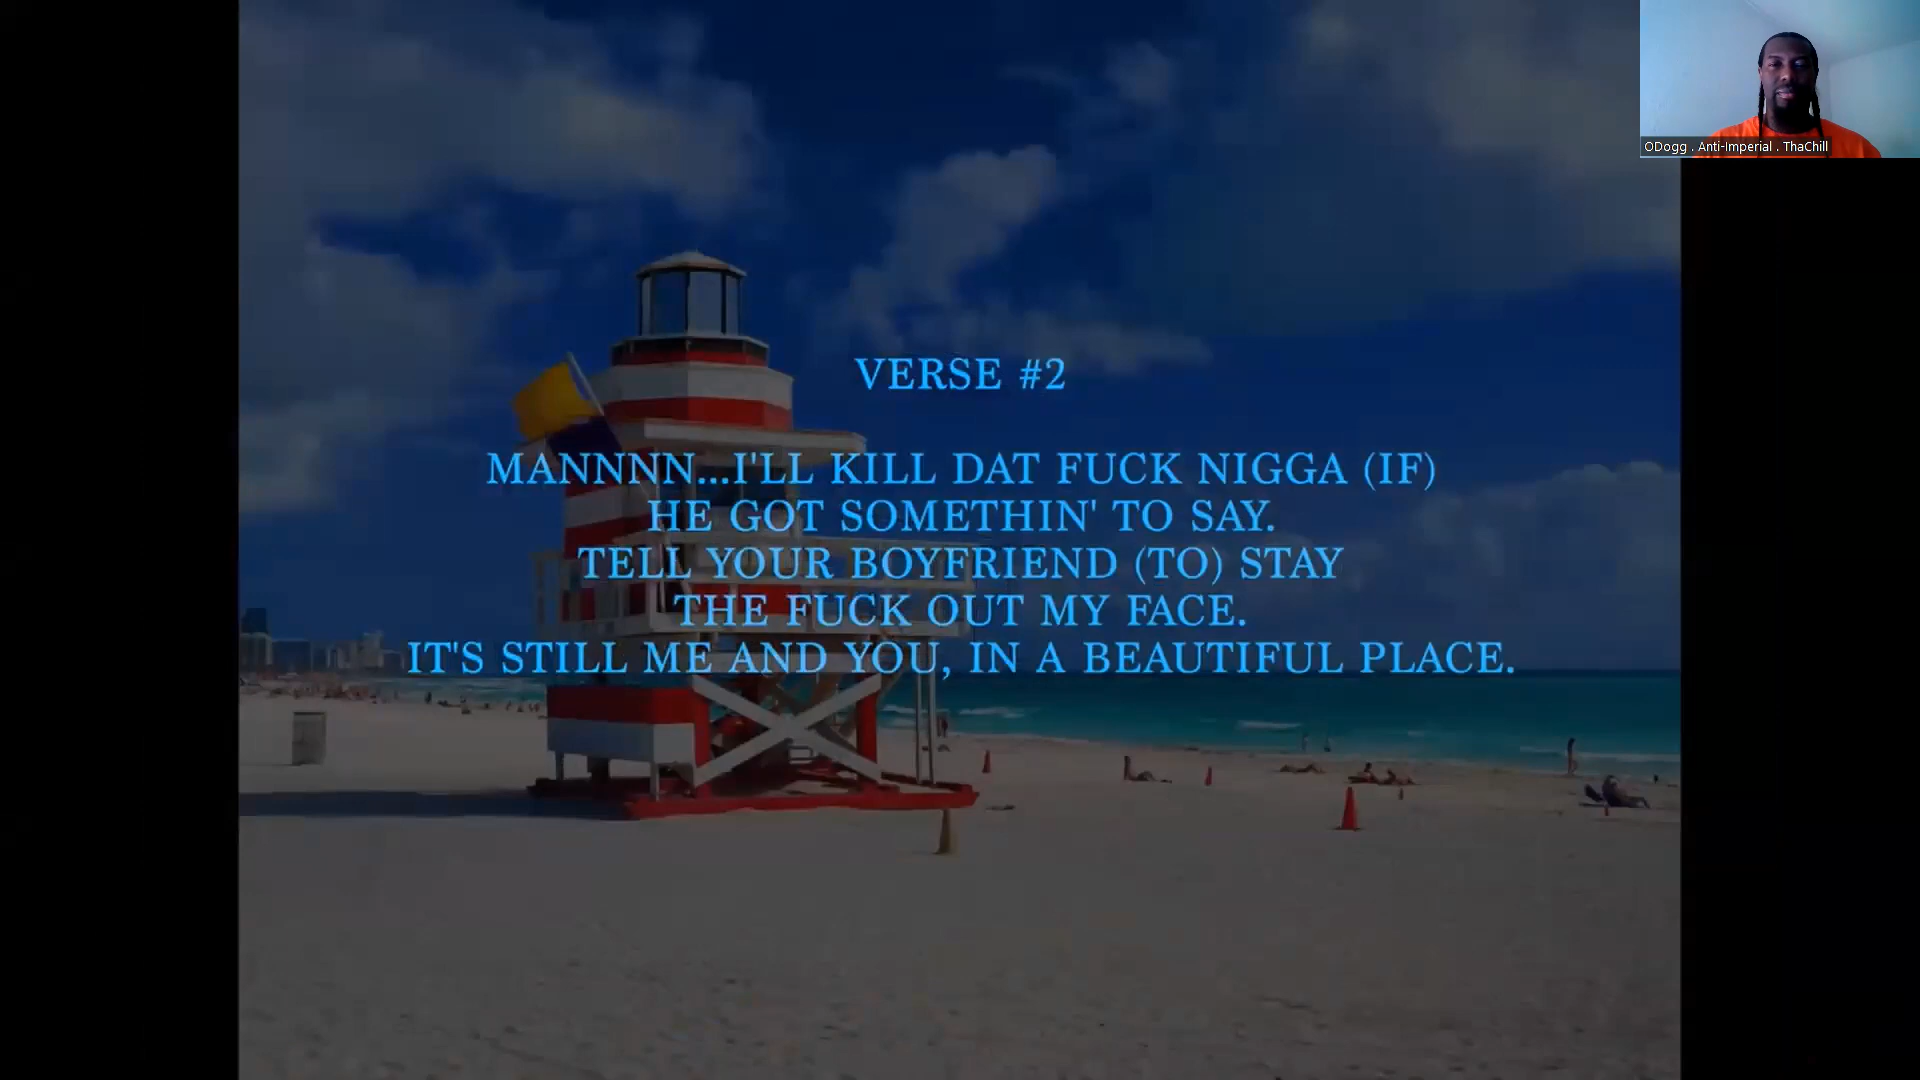 ODogg . Anti-Imperial . ThaChill
VERSE #2
MANNNN...I'LL KILL DAT FUCK NIGGA (IF)
HE GOT SOMETHIN' TO SAY.
TELL YOUR BOYFRIEND (TO) STAY
THE FUCK OUT MY FACE.
IT'S STILL ME AND YOU, IN A BEAUTIFUL PLACE.